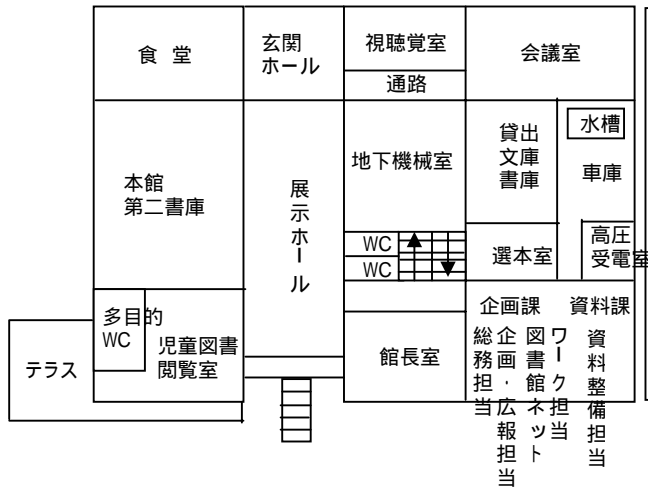 食 堂
玄関
ホール
視聴覚室
通路
会議室
本館
第二書庫
展示ホール
地下機械室
貸出
文庫
書庫
水槽
車庫
WC
WC
選本室
高圧
受電室
多目的
WC
児童図書
閲覧室
テラス
館長室
企画課
資料課
総務担当
企画・広報担当
図書館ネット
ワーク担当
資料整備担当